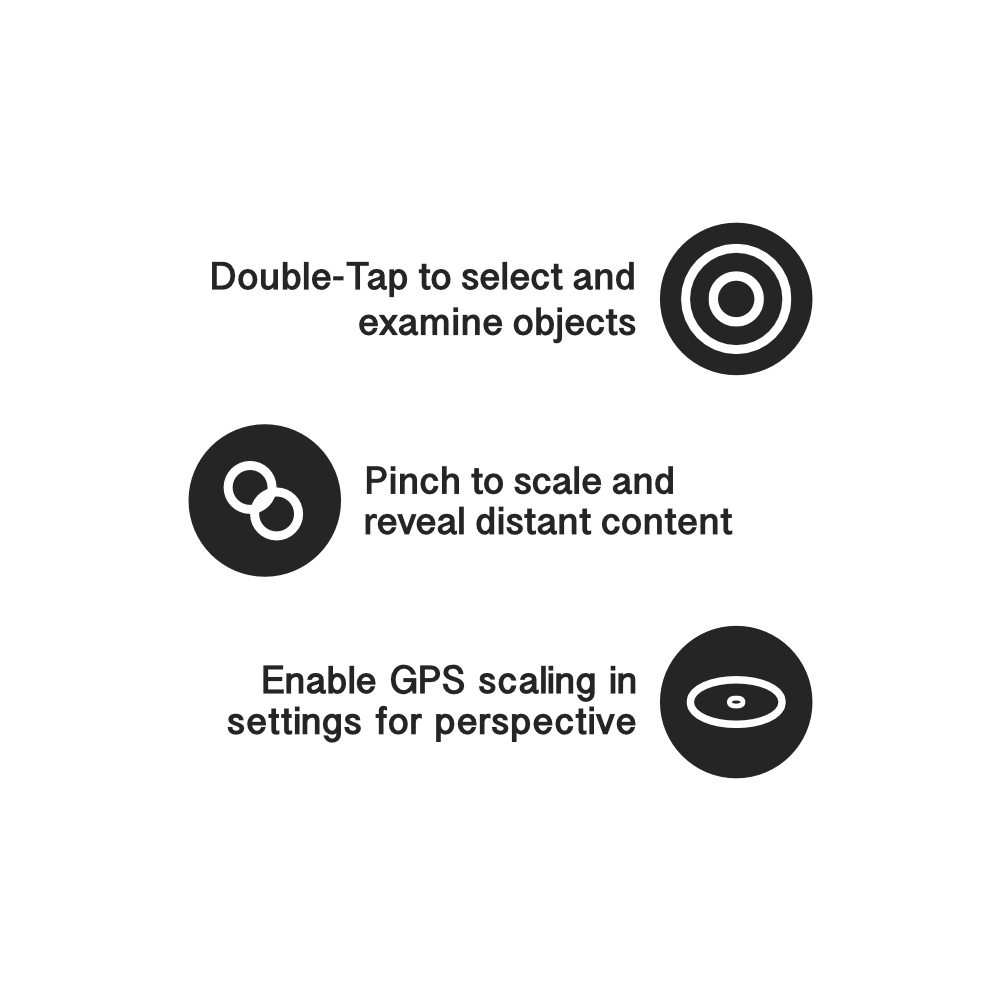 Double-Tap to select and
examine objects
Pinch to scale and
reveal distant content
Enable GPS scaling in
settings for perspective